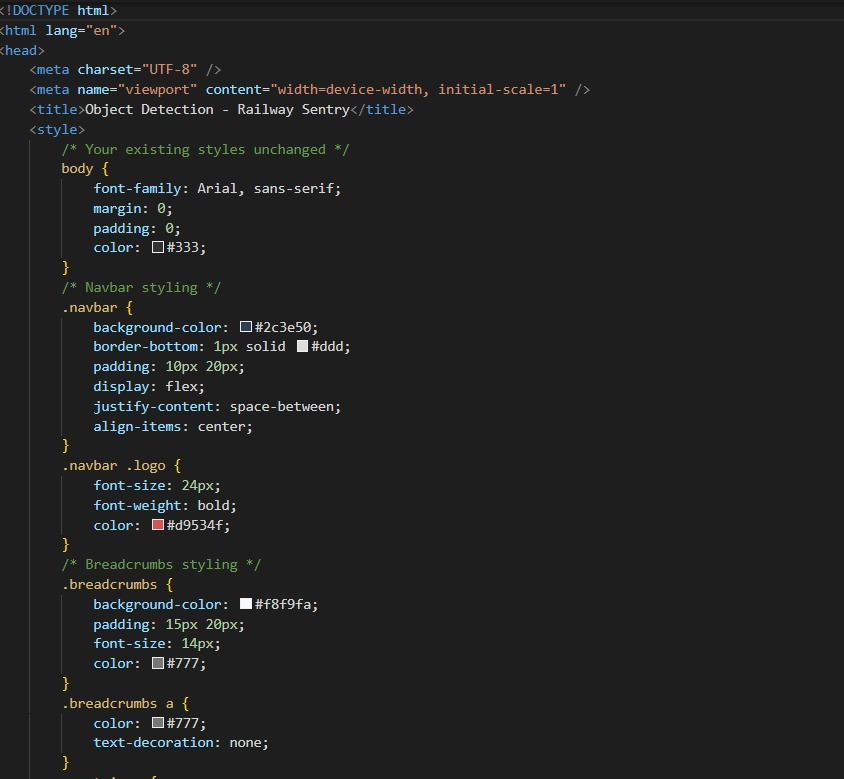 <!DOCTYPE html>
<html lang="en">
<head>
    <meta charset="UTF-8" />
    <meta name="viewport" content="width=device-width, initial-scale=1" />
    <title>Object Detection - Railway Sentry</title>
    <style>
        /* Your existing styles unchanged */
        body {
            font-family: Arial, sans-serif;
            margin: 0;
            padding: 0;
            color: #333;
        }
        /* Navbar styling */
        .navbar {
            background-color: #2c3e50;
            border-bottom: 1px solid #ddd;
            padding: 10px 20px;
            display: flex;
            justify-content: space-between;
            align-items: center;
        }
        .navbar .logo {
            font-size: 24px;
            font-weight: bold;
            color: #d9534f;
        }
        /* Breadcrumbs styling */
        .breadcrumbs {
            background-color: #f8f9fa;
            padding: 15px 20px;
            font-size: 14px;
            color: #777;
        }
        .breadcrumbs a {
            color: #777;
            text-decoration: none;
        }